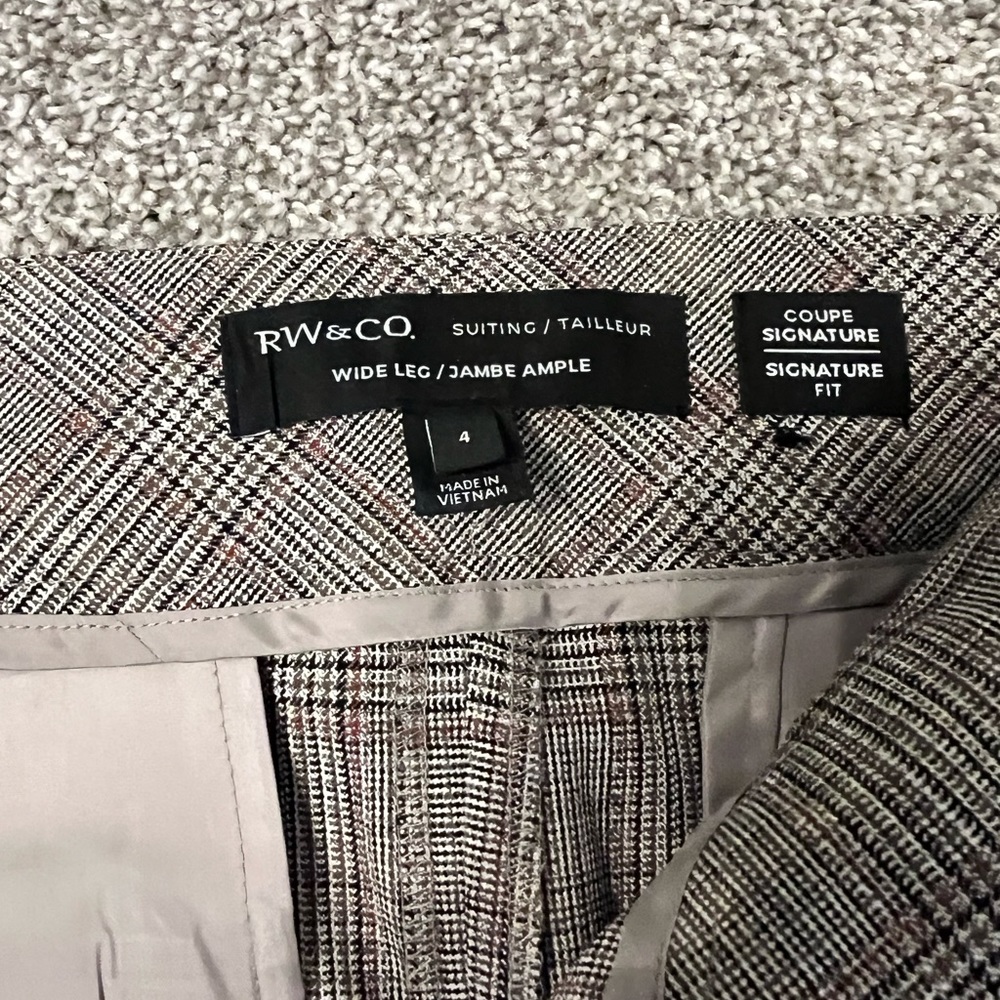 RW&CO. SUITING / TAILLEUR
WIDE LEG / JAMBE AMPLE
4
MADE IN
VIETNAM
COUPE
SIGNATURE
SIGNATURE
FIT